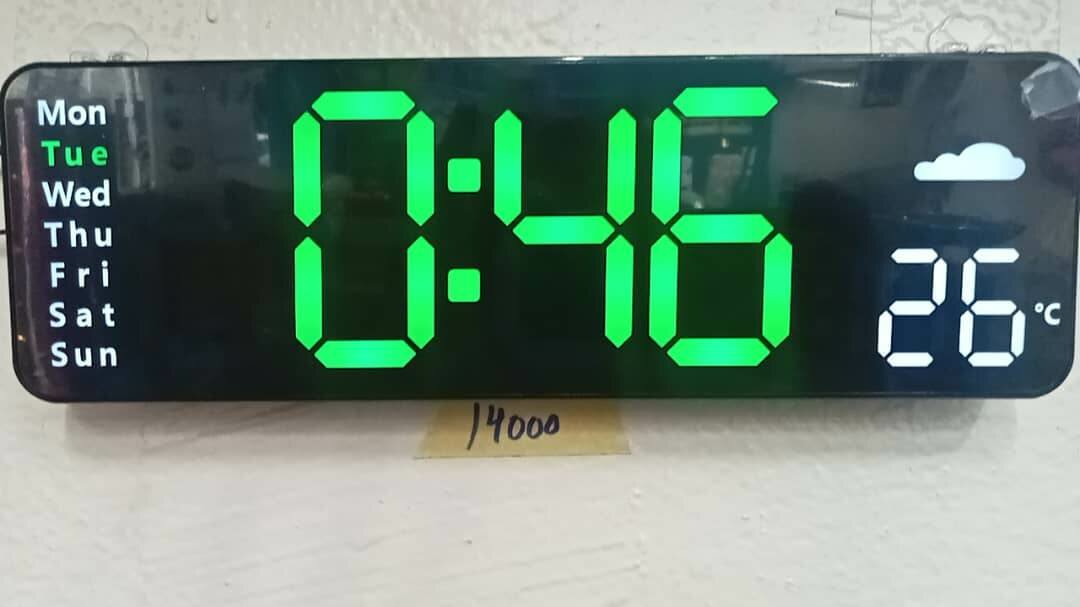 Mon
Tue
Wed
Thu
Fri
Sat
Sun
0:46
26 °C
14000